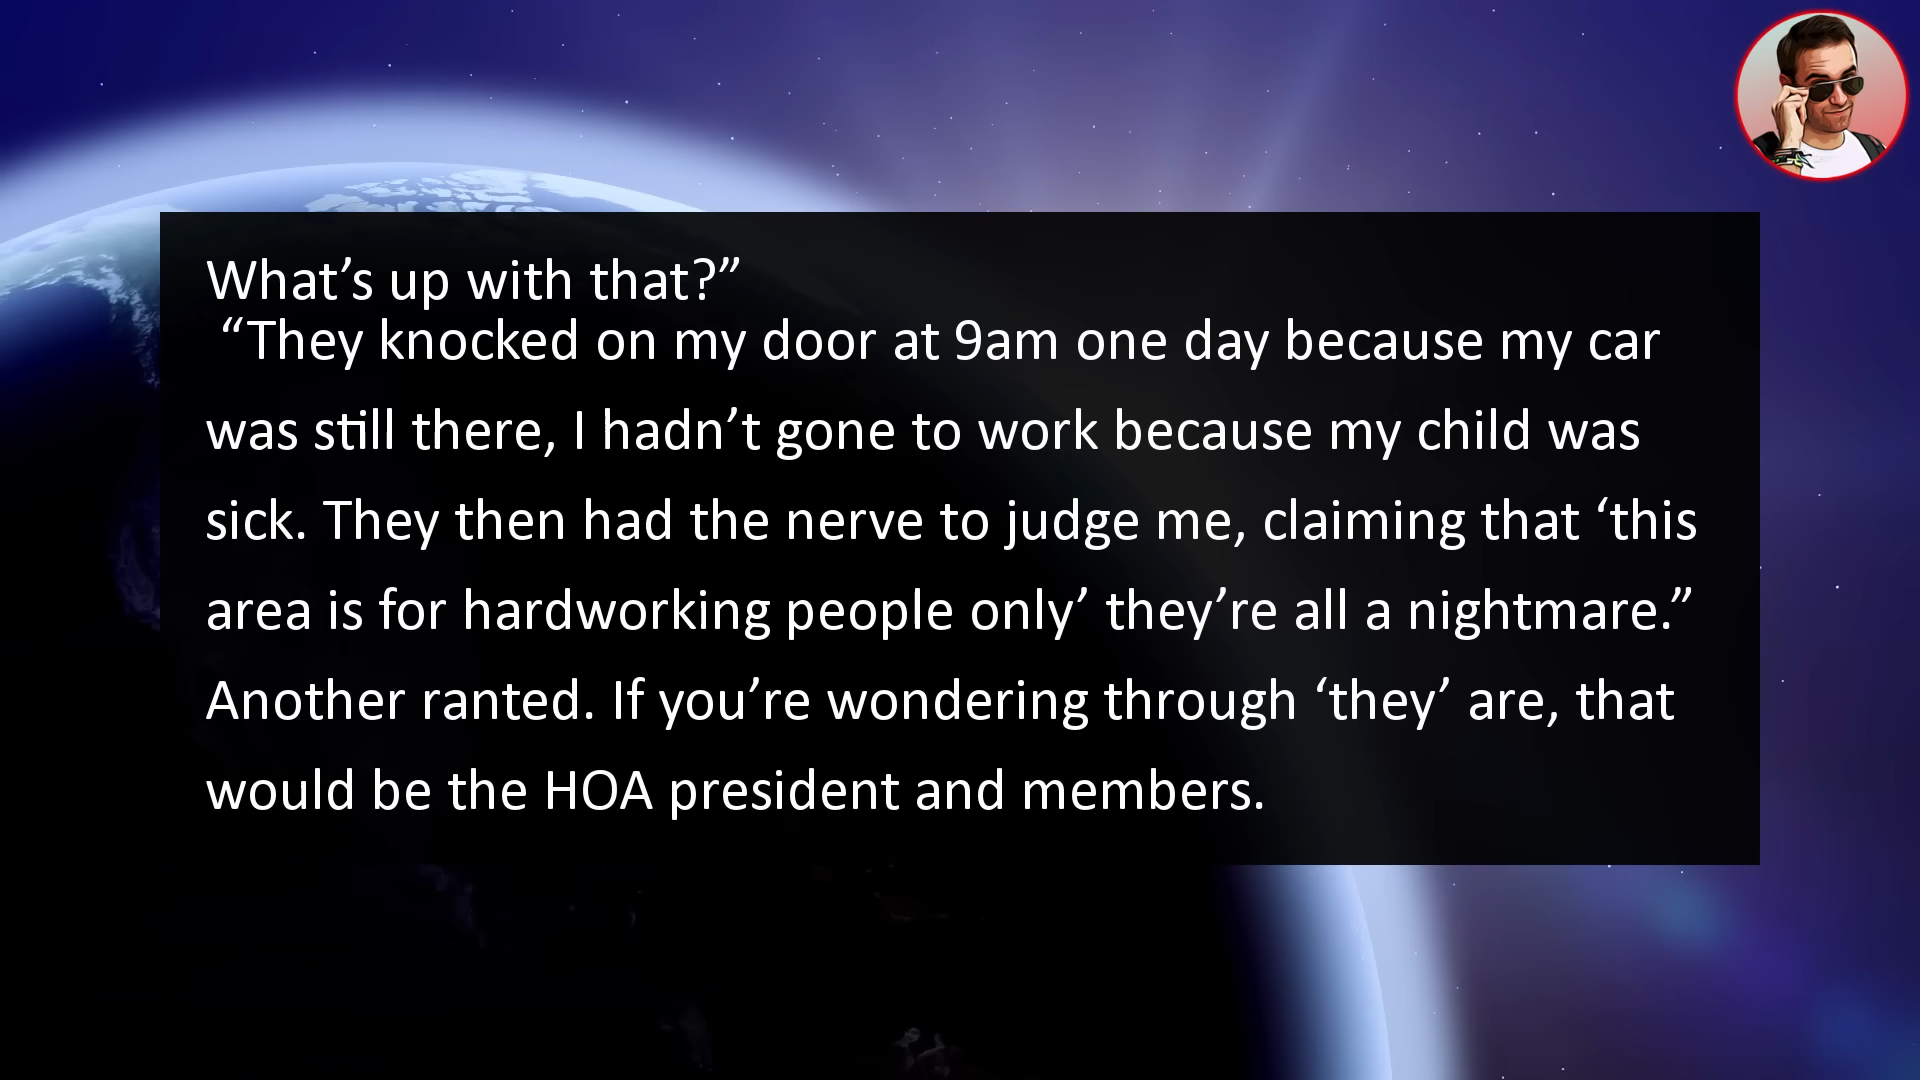 What’s up with that?”
“They knocked on my door at 9am one day because my car
was still there, I hadn’t gone to work because my child was
sick. They then had the nerve to judge me, claiming that ‘this
area is for hardworking people only’ they’re all a nightmare.”
Another ranted. If you’re wondering through ‘they’ are, that
would be the HOA president and members.